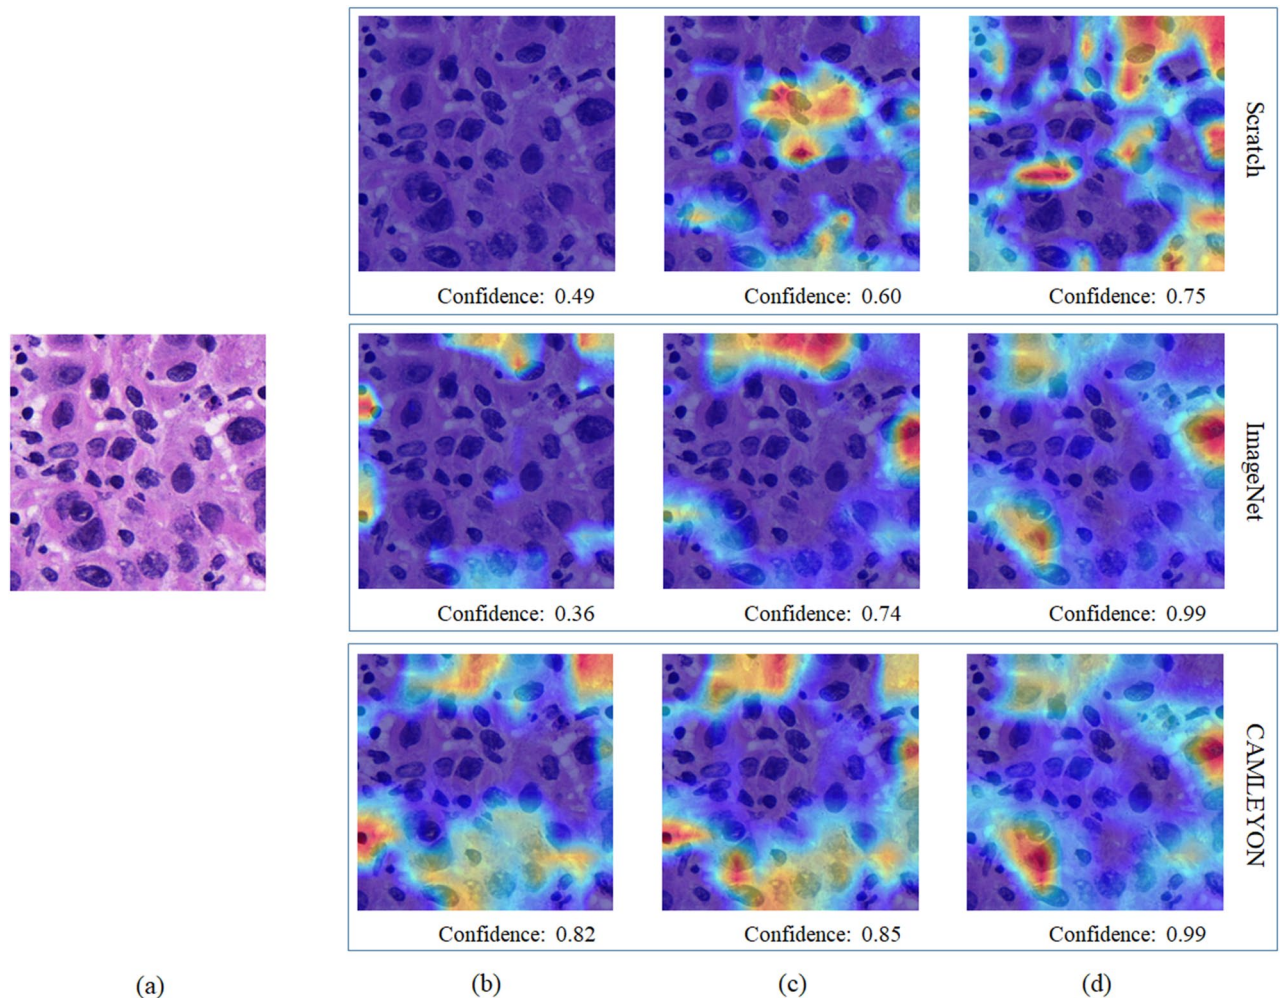 Scratch
Confidence: 0.49
Confidence: 0.60
Confidence: 0.75
ImageNet
Confidence: 0.36
Confidence: 0.74
Confidence: 0.99
CAMLEYON
Confidence: 0.82
Confidence: 0.85
Confidence: 0.99
(a)
(b)
(c)
(d)